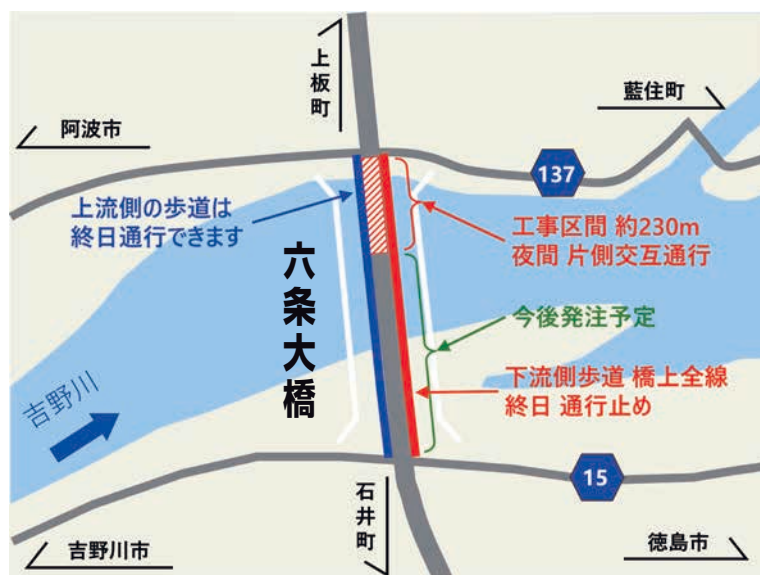 上板町
藍住町
阿波市
137
上流側の歩道は
終日通行できます
工事区間 約230m
夜間 片側交互通行
六条大橋
今後発注予定
下流側歩道 橋上全線
終日 通行止め
吉野川
15
石井町
吉野川市
徳島市